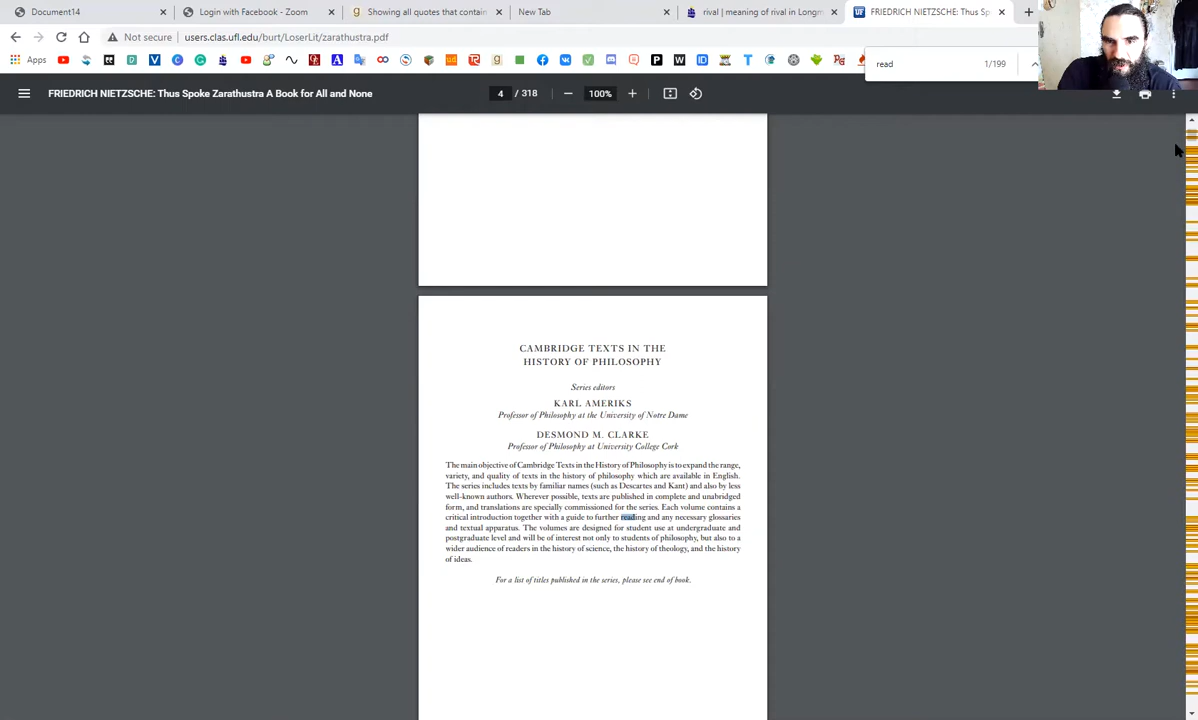 Document14
Login with Facebook - Zoom
Showing all quotes that contain
New Tab
rival | meaning of rival in Longm
FRIEDRICH NIETZSCHE: Thus Sp
Not secure
users.clas.ufl.edu/burt/LoserLit/zarathustra.pdf
Apps
read
1/199
FRIEDRICH NIETZSCHE: Thus Spoke Zarathustra A Book for All and None
4 / 318
100%
CAMBRIDGE TEXTS IN THE
HISTORY OF PHILOSOPHY
Series editors
KARL AMERIKS
Professor of Philosophy at the University of Notre Dame
DESMOND M. CLARKE
Professor of Philosophy at University College Cork
The main objective of Cambridge Texts in the History of Philosophy is to expand the range,
variety, and quality of texts in the history of philosophy which are available in English.
The series includes texts by familiar names (such as Descartes and Kant) and also by less
well-known authors. Wherever possible, texts are published in complete and unabridged
form, and translations are specially commissioned for the series. Each volume contains a
critical introduction together with a guide to further reading and any necessary glossaries
and textual apparatus. The volumes are designed for student use at undergraduate and
postgraduate level and will be of interest not only to students of philosophy, but also to a
wider audience of readers in the history of science, the history of theology, and the history
of ideas.
For a list of titles published in the series, please see end of book.